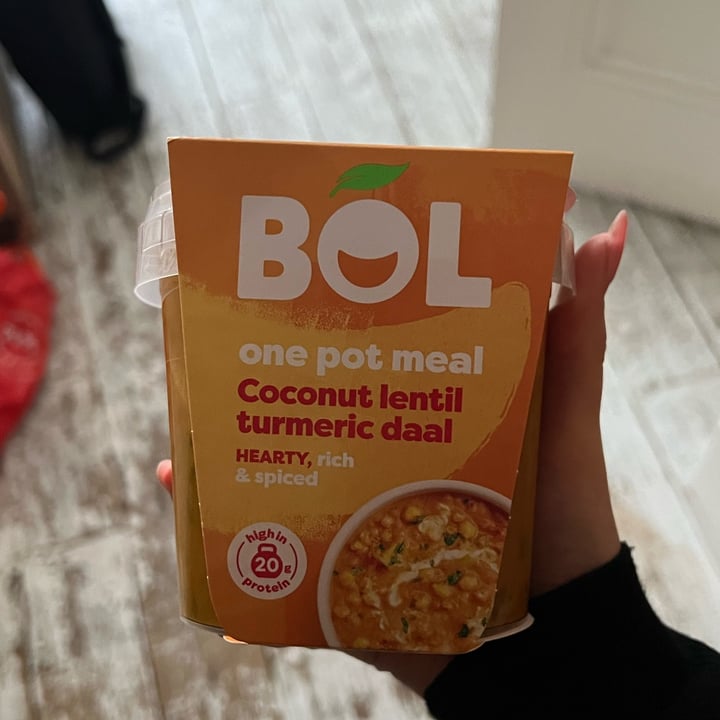 BOL
one pot meal
Coconut lentil
turmeric daal
HEARTY, rich
& spiced
high in
20g
protein